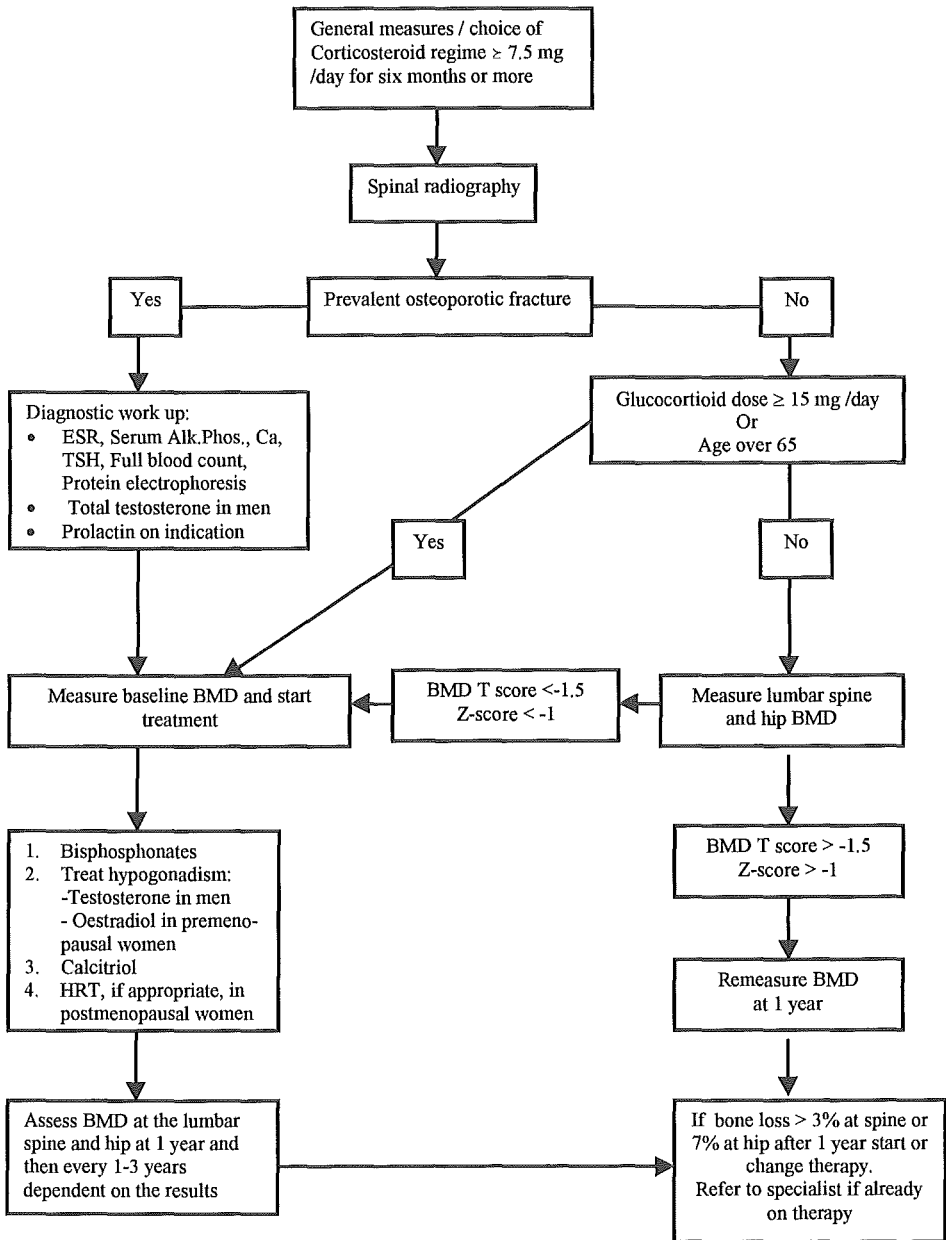 General measures / choice of
Corticosteroid regime ≥ 7.5 mg
/day for six months or more
Spinal radiography
Yes
Prevalent osteoporotic fracture
No
Diagnostic work up:
• ESR, Serum Alk.Phos., Ca,
TSH, Full blood count,
Protein electrophoresis
• Total testosterone in men
• Prolactin on indication
Glucocortioid dose ≥ 15 mg /day
Or
Age over 65
Yes
No
Measure baseline BMD and start
treatment
BMD T score <-1.5
Z-score < -1
Measure lumbar spine
and hip BMD
1. Bisphosphonates
2. Treat hypogonadism:
-Testosterone in men
- Oestradiol in premeno-
pausal women
3. Calcitriol
4. HRT, if appropriate, in
postmenopausal women
BMD T score > -1.5
Z-score > -1
Remeasure BMD
at 1 year
Assess BMD at the lumbar
spine and hip at 1 year and
then every 1-3 years
dependent on the results
If bone loss > 3% at spine or
7% at hip after 1 year start or
change therapy.
Refer to specialist if already
on therapy